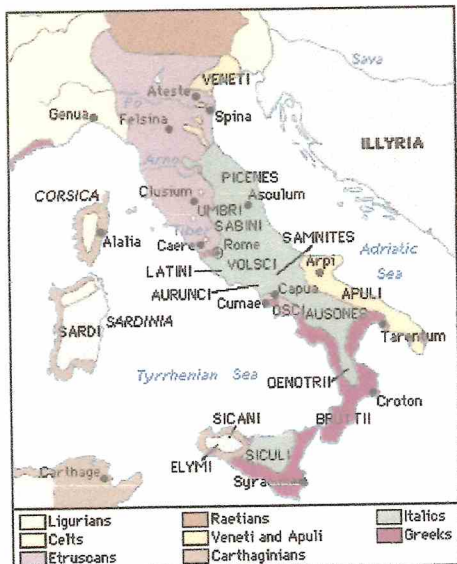 Sava
VENETI
Ateste
Po
Spina
Genua
Felsina
ILLYRIA
Arno
PICENES
CORSICA
Clusium
Asculum
UMBRI
SABINI
Tiber
SAMNITES
Adriatic
Sea
Alalia
Caere
Rome
Arpi
LATINI
VOLSCI
AURUNCI
Capua
APULI
Cumae
OSCI
AUSONES
SARDI
SARDINIA
Tarentum
Tyrrhenian Sea
OENOTRII
Croton
SICANI
BRUTTII
ELYMI
SICULI
Carthage
Syra
Ligurians
Raetians
Italics
Celts
Veneti and Apuli
Greeks
Etruscans
Carthaginians